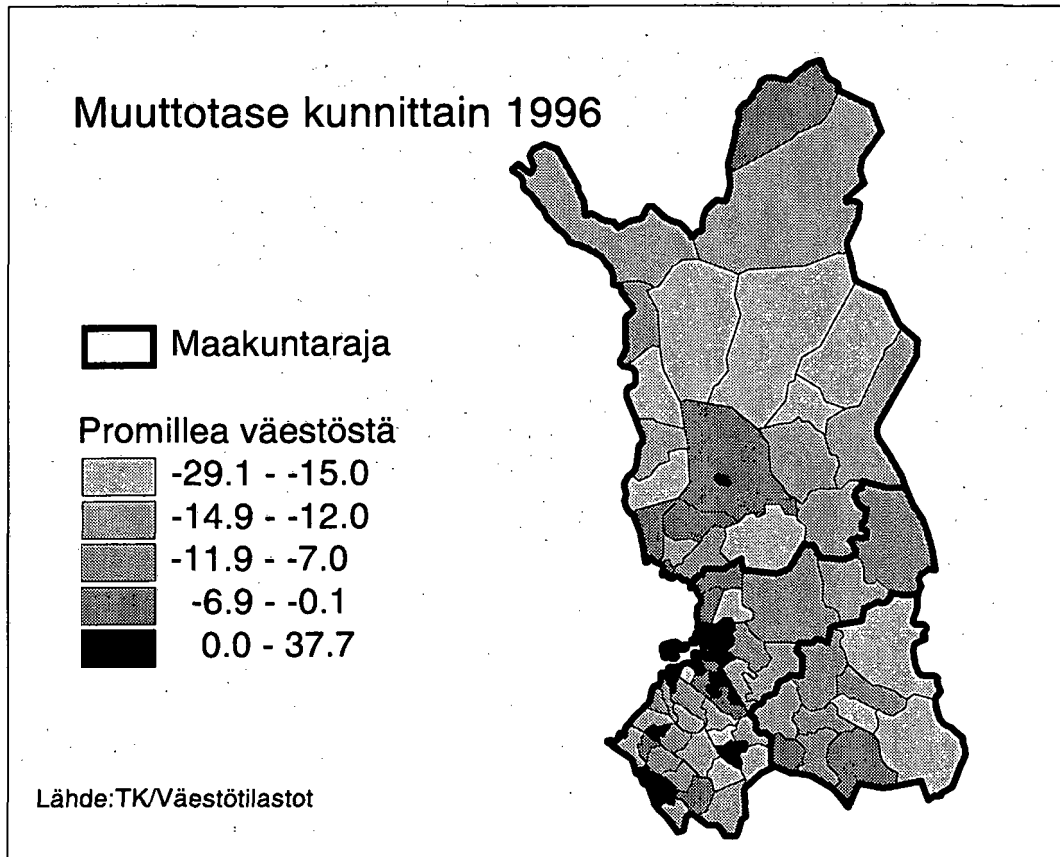 Muuttotase kunnittain 1996
Maakuntaraja
Promillea väestöstä
-29.1 - -15.0
-14.9 - -12.0
-11.9 - -7.0
-6.9 - -0.1
0.0 - 37.7
Lähde:TK/Väestötilastot